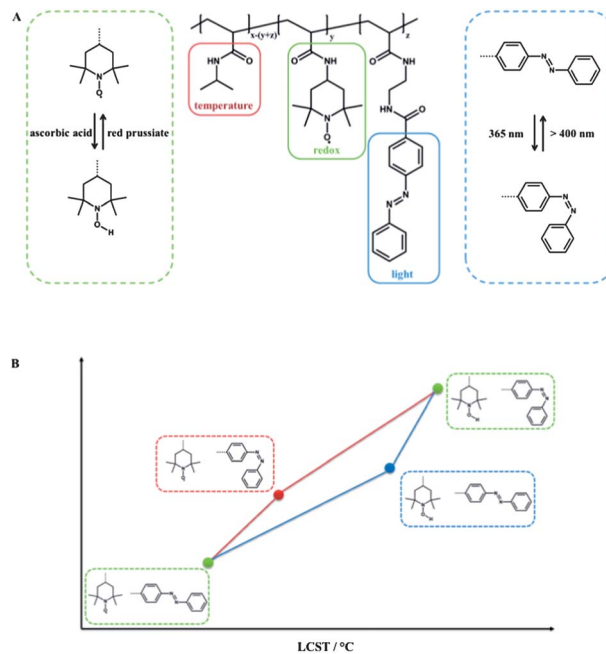 A
x-(y+z)
y
z
HN
O
O
NH
O
NH
temperature
N
O
redox
HN
O
N
N
light
N
O
ascorbic acid
red prussiate
N
O
H
N
N
365 nm
> 400 nm
N
N
B
N
O
H
N
N
N
O
N
N
N
O
H
N
N
N
O
N
N
LCST / °C